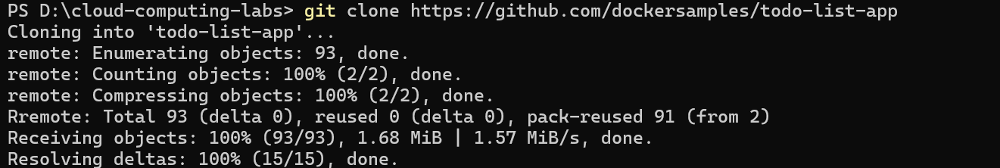 PS D:\cloud-computing-labs> git clone https://github.com/dockersamples/todo-list-app
Cloning into 'todo-list-app'...
remote: Enumerating objects: 93, done.
remote: Counting objects: 100% (2/2), done.
remote: Compressing objects: 100% (2/2), done.
Rremote: Total 93 (delta 0), reused 0 (delta 0), pack-reused 91 (from 2)
Receiving objects: 100% (93/93), 1.68 MiB | 1.57 MiB/s, done.
Resolving deltas: 100% (15/15), done.